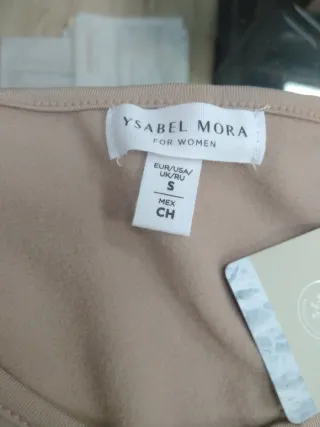 YSABEL MORA
FOR WOMEN
EUR/USA/
UK/RU
S
MEX
CH